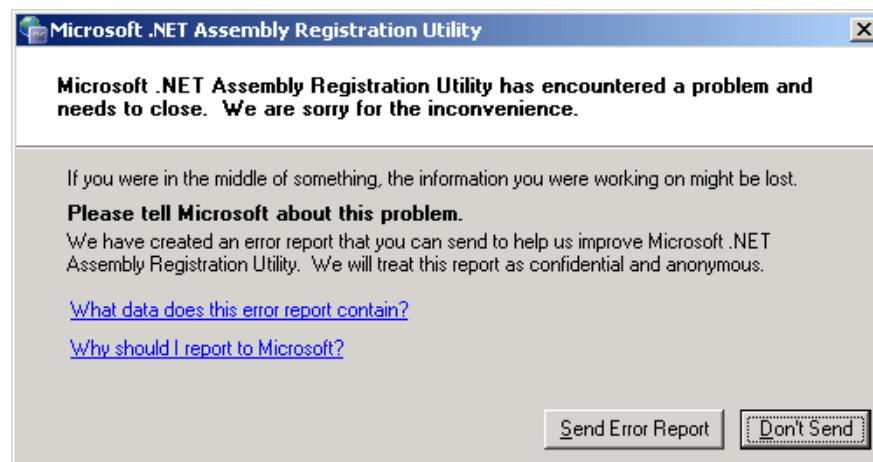 Microsoft .NET Assembly Registration Utility
Microsoft .NET Assembly Registration Utility has encountered a problem and
needs to close.  We are sorry for the inconvenience.
If you were in the middle of something, the information you were working on might be lost.
Please tell Microsoft about this problem.
We have created an error report that you can send to help us improve Microsoft .NET
Assembly Registration Utility.  We will treat this report as confidential and anonymous.
What data does this error report contain?
Why should I report to Microsoft?
Send Error Report
Don't Send